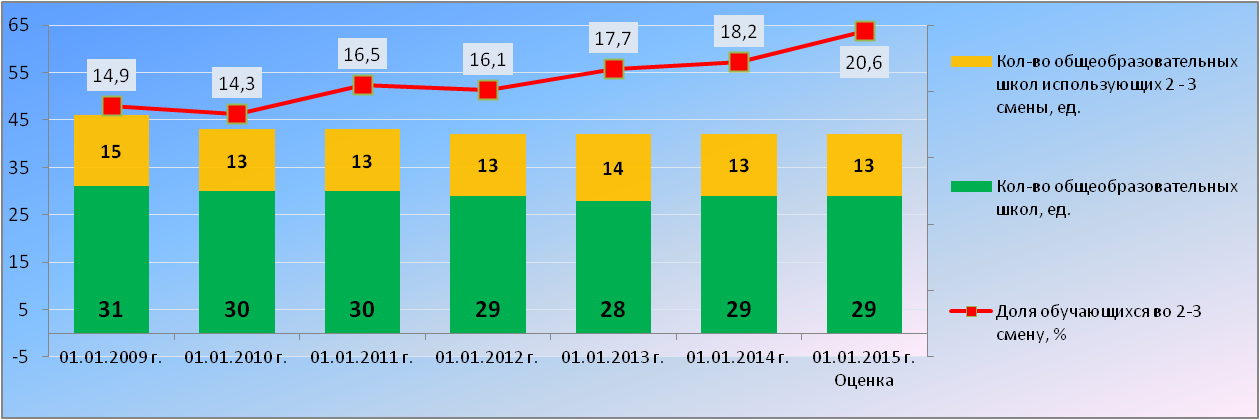 65
55
45
35
25
15
5
-5
14,9
14,3
16,5
16,1
17,7
18,2
20,6
15
13
13
13
14
13
13
31
30
30
29
28
29
29
01.01.2009 г.
01.01.2010 г.
01.01.2011 г.
01.01.2012 г.
01.01.2013 г.
01.01.2014 г.
01.01.2015 г.
Оценка
Кол-во общеобразовательных
школ использующих 2 -3
смены, ед.
Кол-во общеобразовательных
школ, ед.
Доля обучающихся во 2-3
смену, %